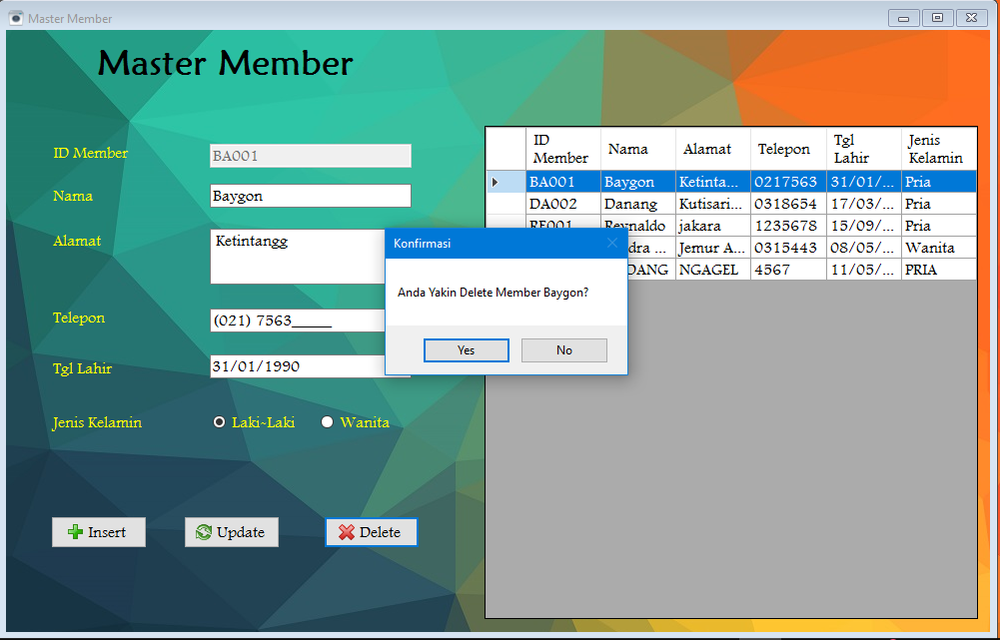 Master Member
Master Member
ID Member
BA001
Nama
Baygon
Alamat
Ketintangg
Telepon
(021) 7563_____
Tgl Lahir
31/01/1990
Jenis Kelamin
Laki-Laki
Wanita
Insert
Update
Delete
ID Member Nama Alamat Telepon Tgl Lahir Jenis Kelamin
BA001 Baygon Ketinta... 0217563 31/01/... Pria
DA002 Danang Kutisari... 0318654 17/03/... Pria
RE001 Reynaldo jakara 1235678 15/09/... Pria
dra ... Jemur A... 0315443 08/05/... Wanita
DANG NGAGEL 4567 11/05/... PRIA
Konfirmasi
Anda Yakin Delete Member Baygon?
Yes
No